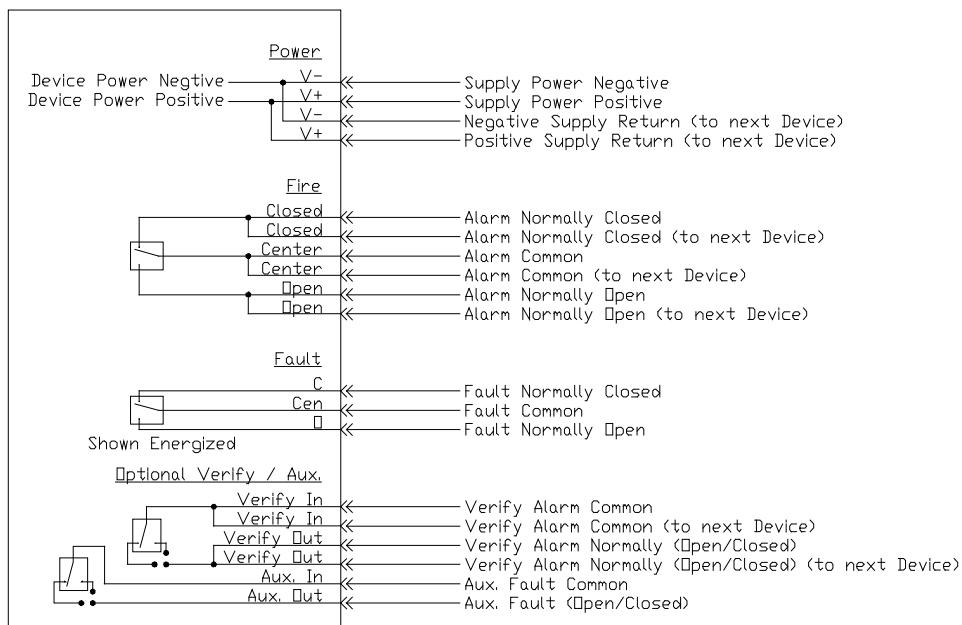 Power
Device Power Negtive V- Supply Power Negative
Device Power Positive V+ Supply Power Positive
V- Negative Supply Return (to next Device)
V+ Positive Supply Return (to next Device)
Fire
Closed Alarm Normally Closed
Closed Alarm Normally Closed (to next Device)
Center Alarm Common
Center Alarm Common (to next Device)
Open Alarm Normally Open
Open Alarm Normally Open (to next Device)
Fault
C Fault Normally Closed
Cen Fault Common
O Fault Normally Open
Shown Energized
Optional Verify / Aux.
Verify In Verify Alarm Common
Verify In Verify Alarm Common (to next Device)
Verify Out Verify Alarm Normally (Open/Closed)
Verify Out Verify Alarm Normally (Open/Closed) (to next Device)
Aux. In Aux. Fault Common
Aux. Out Aux. Fault (Open/Closed)